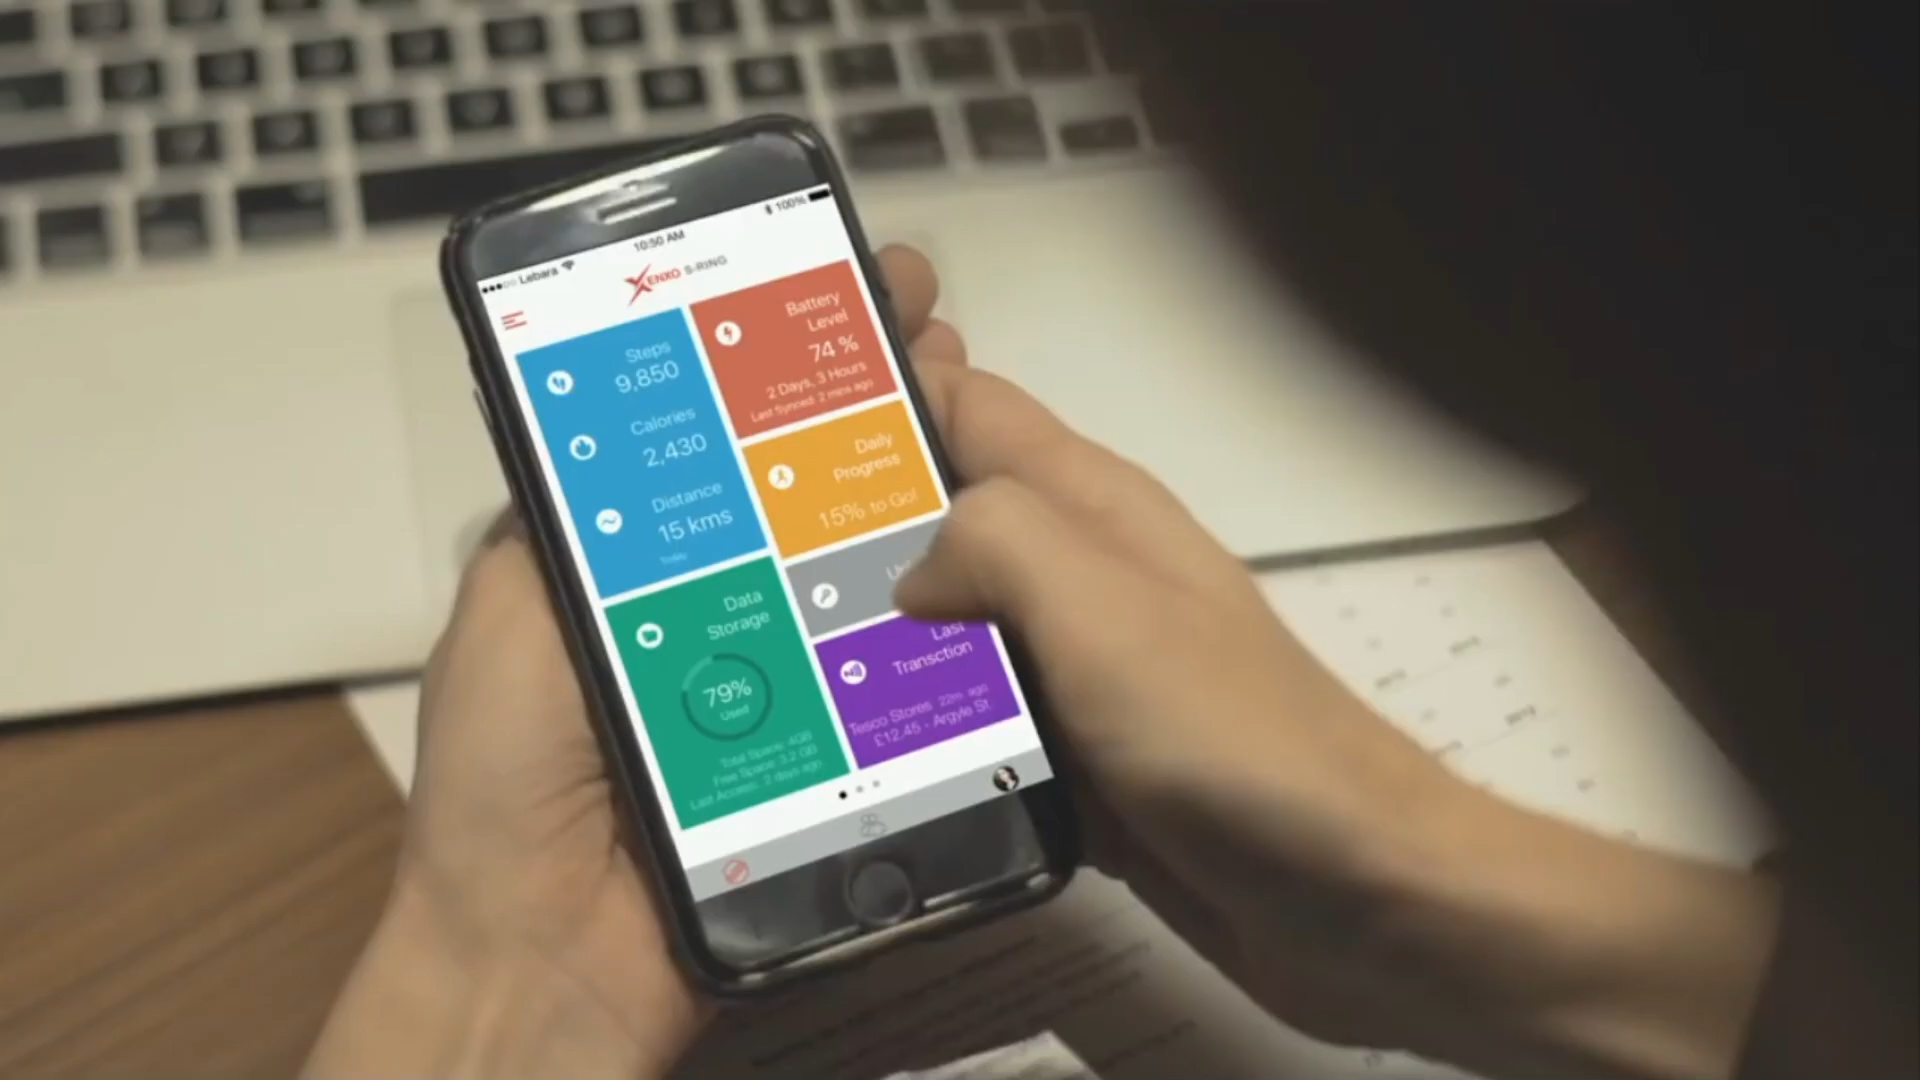 Lebara
10:50 AM
100%
XENXO S-RING
Steps
9,850
Calories
2,430
Distance
15 kms
Today
Battery
Level
74 %
2 Days, 3 Hours
Last Synned: 2 mins ago
Daily
Progress
15% to Go!
Data
Storage
79%
Used
Total Space: 4GB
Free Space: 3.2 GB
Last Access: 2 days ago
Last
Transction
Tesco Stores 22m ago
£12.45 - Argyle St.